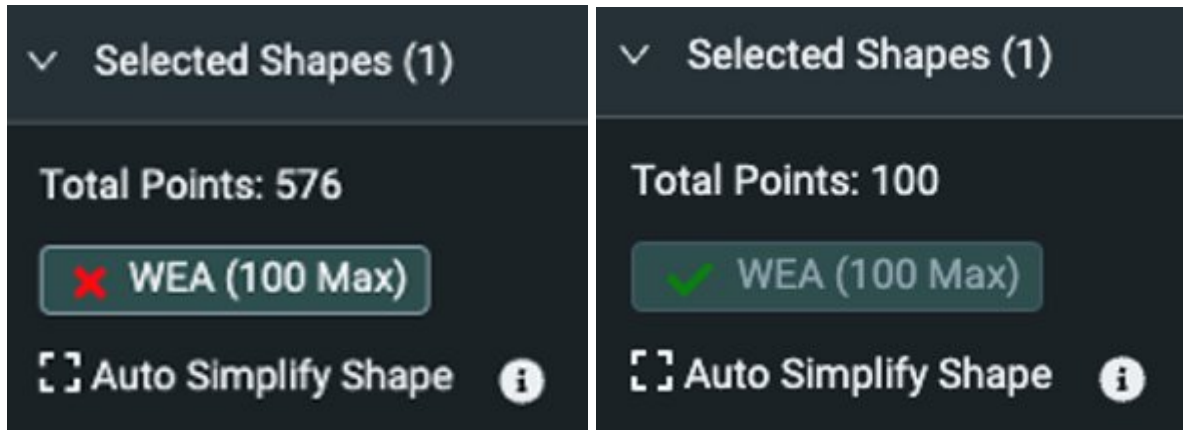 Selected Shapes (1)
Total Points: 576
WEA (100 Max)
Auto Simplify Shape
Selected Shapes (1)
Total Points: 100
WEA (100 Max)
Auto Simplify Shape